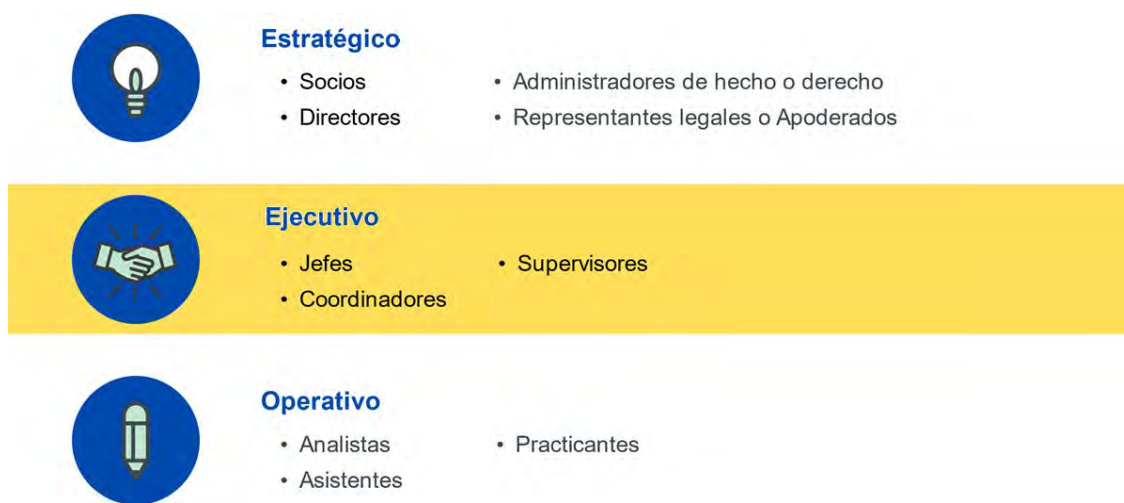 Estratégico
• Socios
• Directores
• Administradores de hecho o derecho
• Representantes legales o Apoderados
Ejecutivo
• Jefes
• Coordinadores
• Supervisores
Operativo
• Analistas
• Asistentes
• Practicantes